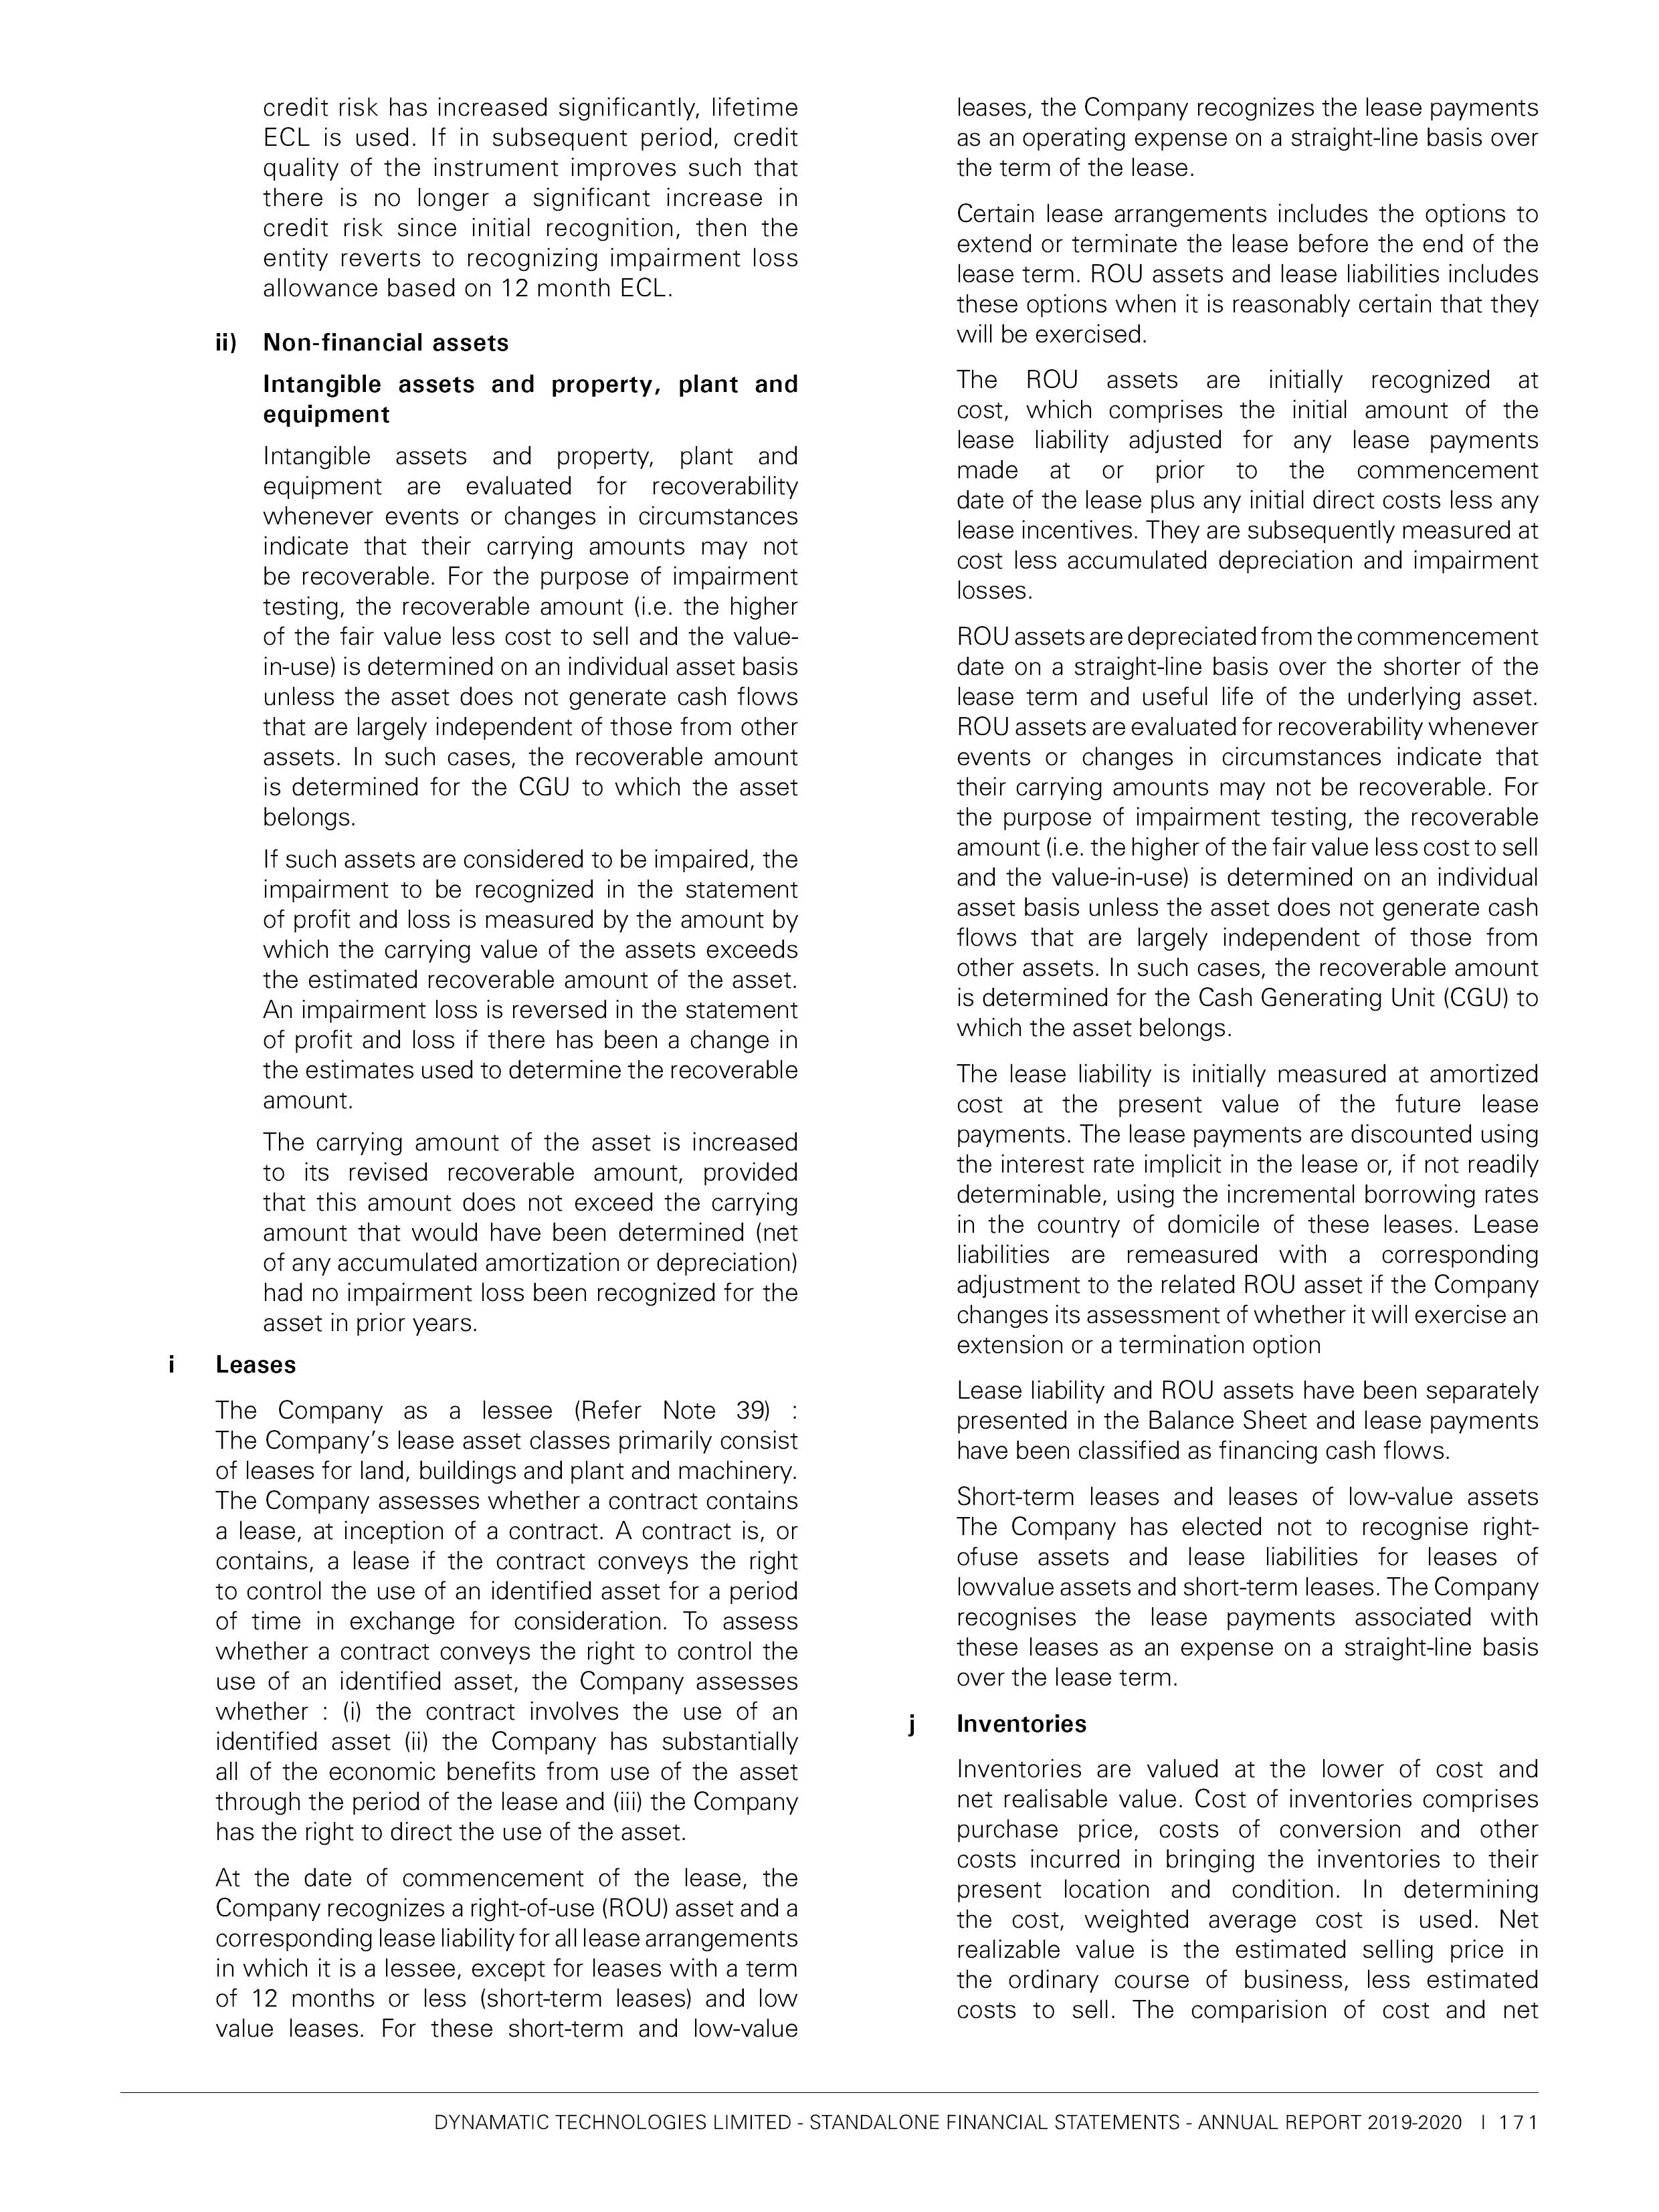 credit risk has increased significantly, lifetime
ECL is used. If in subsequent period, credit
quality of the instrument improves such that
there is no longer a significant increase in
credit risk since initial recognition, then the
entity reverts to recognizing impairment loss
allowance based on 12 month ECL.
ii) Non-financial assets
Intangible assets and property, plant and
equipment
Intangible assets and property, plant and
equipment are evaluated for recoverability
whenever events or changes in circumstances
indicate that their carrying amounts may not
be recoverable. For the purpose of impairment
testing, the recoverable amount (i.e. the higher
of the fair value less cost to sell and the value-
in-use) is determined on an individual asset basis
unless the asset does not generate cash flows
that are largely independent of those from other
assets. In such cases, the recoverable amount
is determined for the CGU to which the asset
belongs.
If such assets are considered to be impaired, the
impairment to be recognized in the statement
of profit and loss is measured by the amount by
which the carrying value of the assets exceeds
the estimated recoverable amount of the asset.
An impairment loss is reversed in the statement
of profit and loss if there has been a change in
the estimates used to determine the recoverable
amount.
The carrying amount of the asset is increased
to its revised recoverable amount, provided
that this amount does not exceed the carrying
amount that would have been determined (net
of any accumulated amortization or depreciation)
had no impairment loss been recognized for the
asset in prior years.
i Leases
The Company as a lessee (Refer Note 39) :
The Company's lease asset classes primarily consist
of leases for land, buildings and plant and machinery.
The Company assesses whether a contract contains
a lease, at inception of a contract. A contract is, or
contains, a lease if the contract conveys the right
to control the use of an identified asset for a period
of time in exchange for consideration. To assess
whether a contract conveys the right to control the
use of an identified asset, the Company assesses
whether : (i) the contract involves the use of an
identified asset (ii) the Company has substantially
all of the economic benefits from use of the asset
through the period of the lease and (iii) the Company
has the right to direct the use of the asset.
At the date of commencement of the lease, the
Company recognizes a right-of-use (ROU) asset and a
corresponding lease liability for all lease arrangements
in which it is a lessee, except for leases with a term
of 12 months or less (short-term leases) and low
value leases. For these short-term and low-value
leases, the Company recognizes the lease payments
as an operating expense on a straight-line basis over
the term of the lease.
Certain lease arrangements includes the options to
extend or terminate the lease before the end of the
lease term. ROU assets and lease liabilities includes
these options when it is reasonably certain that they
will be exercised.
The ROU assets are initially recognized at
cost, which comprises the initial amount of the
lease liability adjusted for any lease payments
made at or prior to the commencement
date of the lease plus any initial direct costs less any
lease incentives. They are subsequently measured at
cost less accumulated depreciation and impairment
losses.
ROU assets are depreciated from the commencement
date on a straight-line basis over the shorter of the
lease term and useful life of the underlying asset.
ROU assets are evaluated for recoverability whenever
events or changes in circumstances indicate that
their carrying amounts may not be recoverable. For
the purpose of impairment testing, the recoverable
amount (i.e. the higher of the fair value less cost to sell
and the value-in-use) is determined on an individual
asset basis unless the asset does not generate cash
flows that are largely independent of those from
other assets. In such cases, the recoverable amount
is determined for the Cash Generating Unit (CGU) to
which the asset belongs.
The lease liability is initially measured at amortized
cost at the present value of the future lease
payments. The lease payments are discounted using
the interest rate implicit in the lease or, if not readily
determinable, using the incremental borrowing rates
in the country of domicile of these leases. Lease
liabilities are remeasured with a corresponding
adjustment to the related ROU asset if the Company
changes its assessment of whether it will exercise an
extension or a termination option
Lease liability and ROU assets have been separately
presented in the Balance Sheet and lease payments
have been classified as financing cash flows.
Short-term leases and leases of low-value assets
The Company has elected not to recognise right-
ofuse assets and lease liabilities for leases of
lowvalue assets and short-term leases. The Company
recognises the lease payments associated with
these leases as an expense on a straight-line basis
over the lease term.
j Inventories
Inventories are valued at the lower of cost and
net realisable value. Cost of inventories comprises
purchase price, costs of conversion and other
costs incurred in bringing the inventories to their
present location and condition. In determining
the cost, weighted average cost is used. Net
realizable value is the estimated selling price in
the ordinary course of business, less estimated
costs to sell. The comparision of cost and net
DYNAMATIC TECHNOLOGIES LIMITED - STANDALONE FINANCIAL STATEMENTS - ANNUAL REPORT 2019-2020 | 171